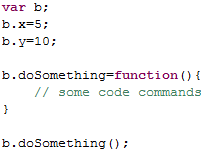 var b;
b.x=5;
b.y=10;
b.doSomething=function(){
// some code commands
}
b.doSomething();